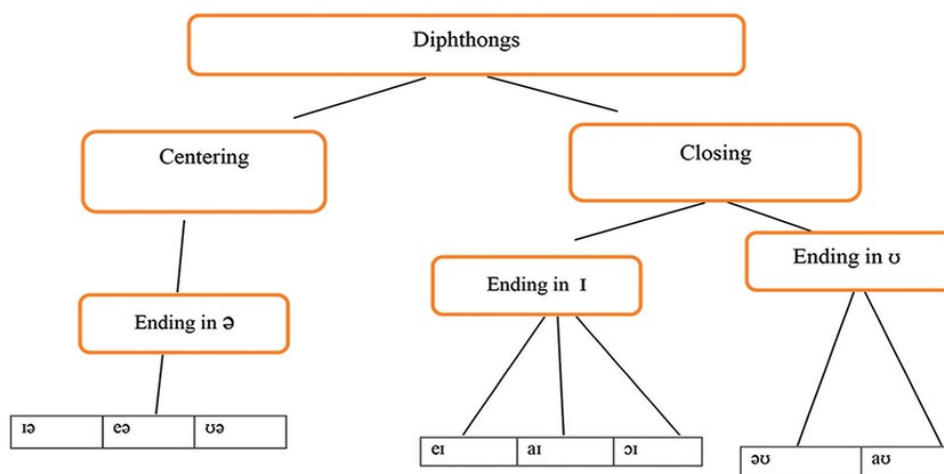 Diphthongs
Centering
Closing
Ending in ə
Ending in ɪ
Ending in ʊ
ɪə eə ʊə
eɪ aɪ ɔɪ
əʊ aʊ